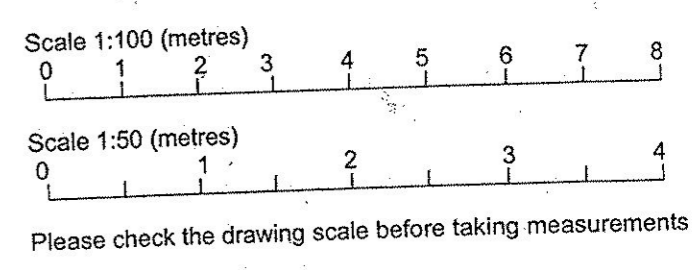 Scale 1:100 (metres)
0 1 2 3 4 5 6 7 8
Scale 1:50 (metres)
0 1 2 3 4
Please check the drawing scale before taking measurements